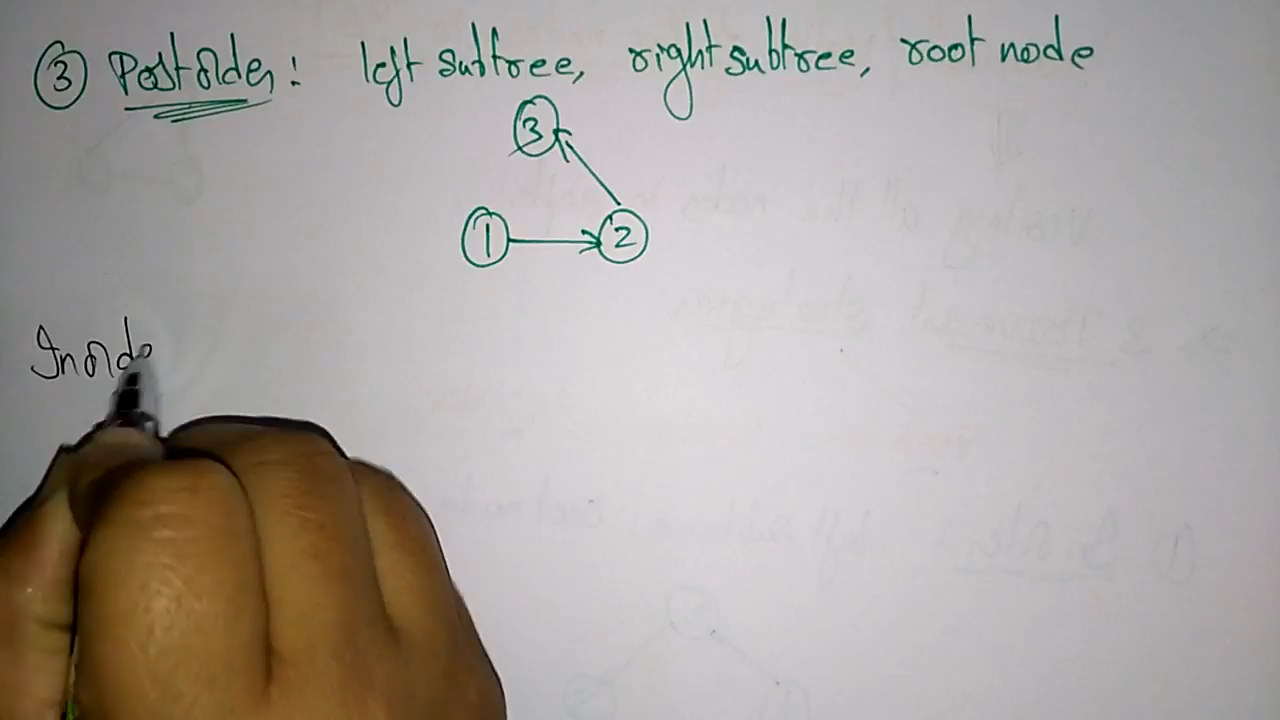 ③ Postorder: left subtree, right subtree, root node
③
① ②
Inorde